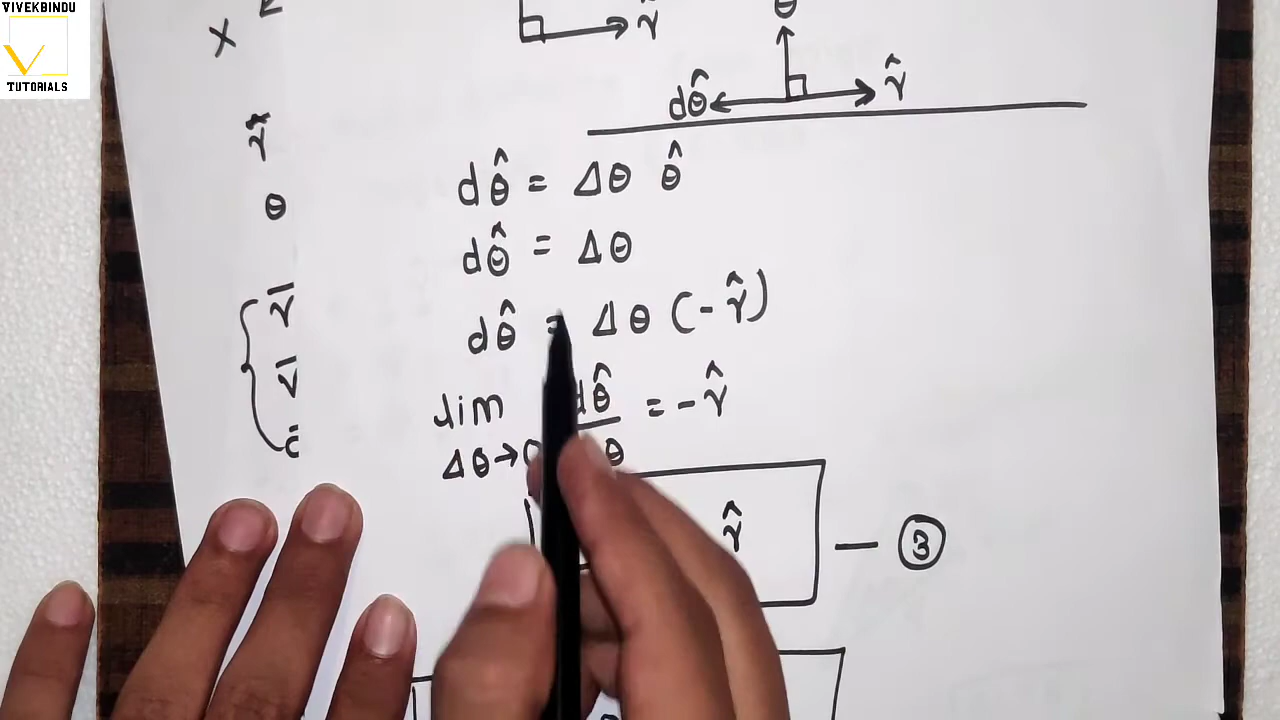 VIVEKBINDU
TUTORIALS
x
r̂
θ̂
dθ̂ r̂
dθ̂ = Δθ θ̂
dθ̂ = Δθ
dθ̂ = Δθ (-r̂)
lim dθ̂ = -r̂
Δθ→0 θ
r̂ — ③
θ
r̄
v̄
ā